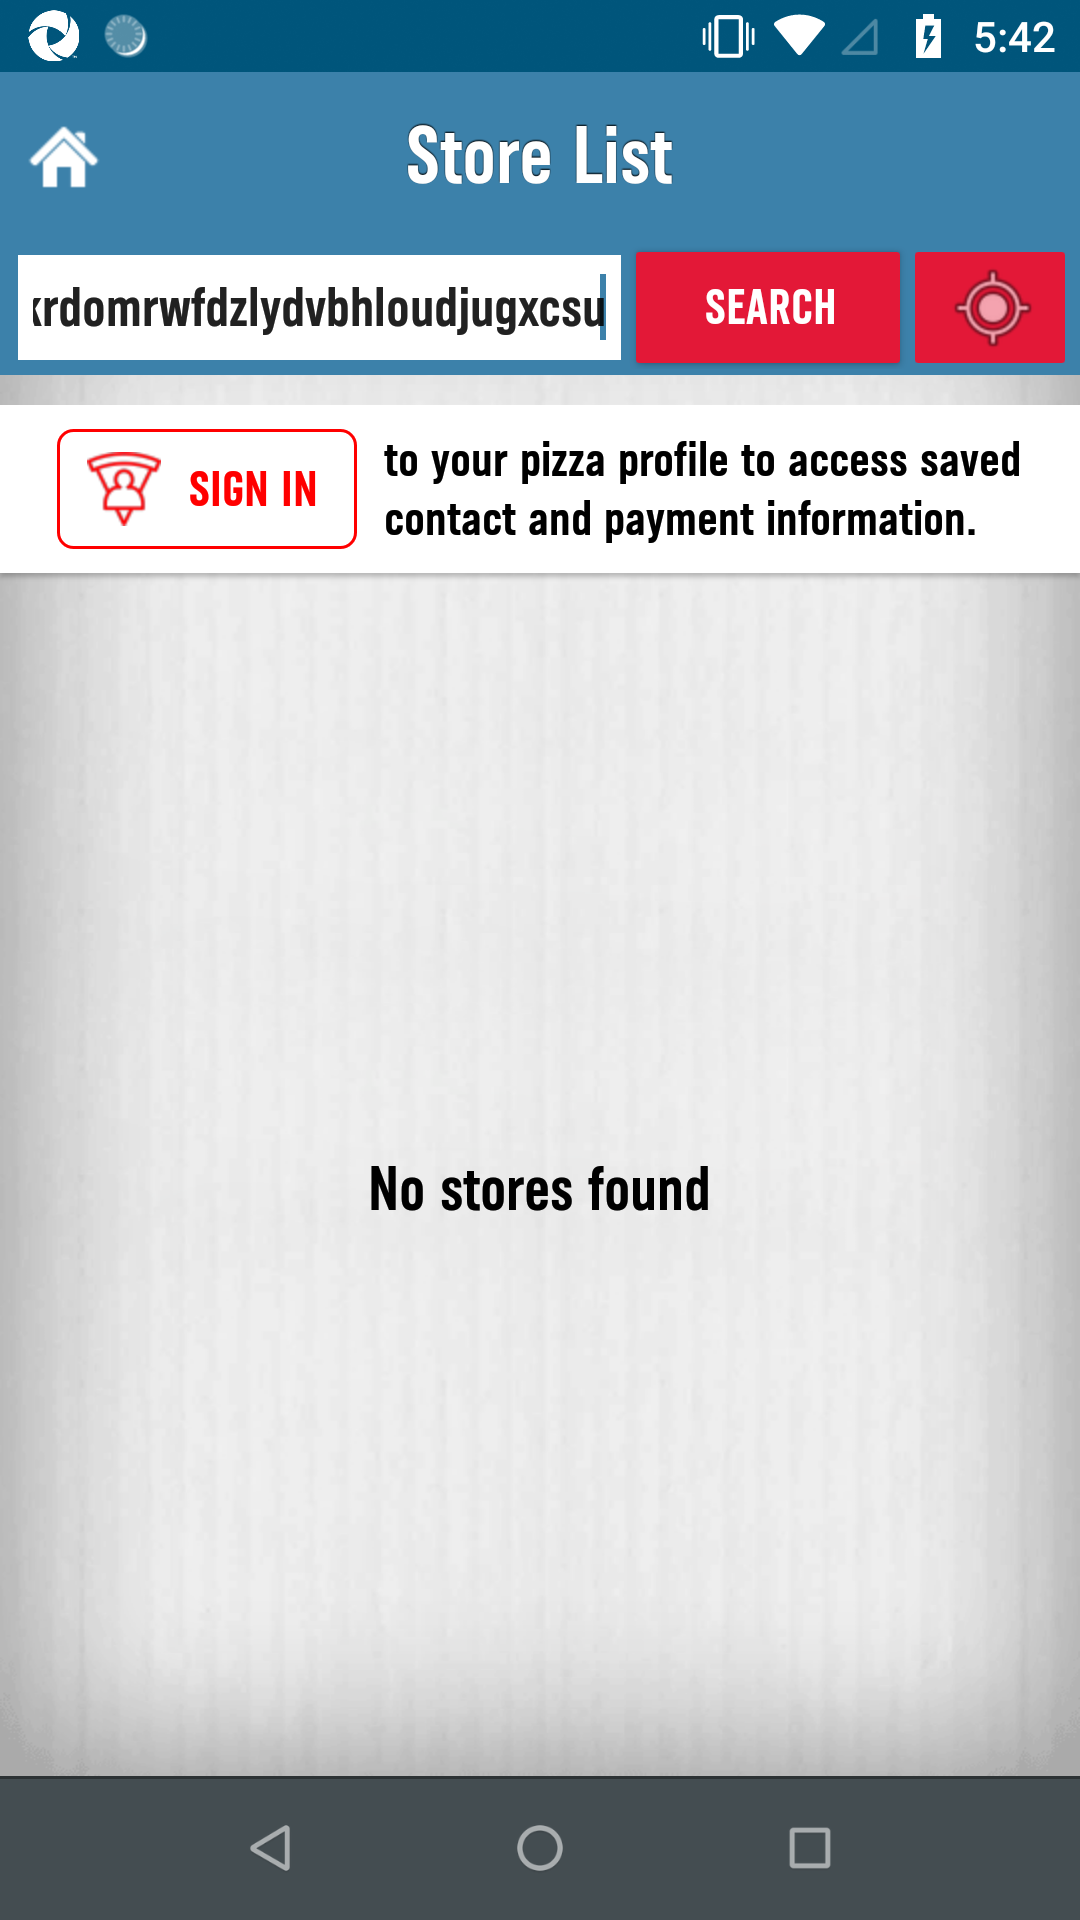 5:42
Store List
krdomrwfdzlydvbhloudjugxcsu
SEARCH
SIGN IN
to your pizza profile to access saved
contact and payment information.
No stores found